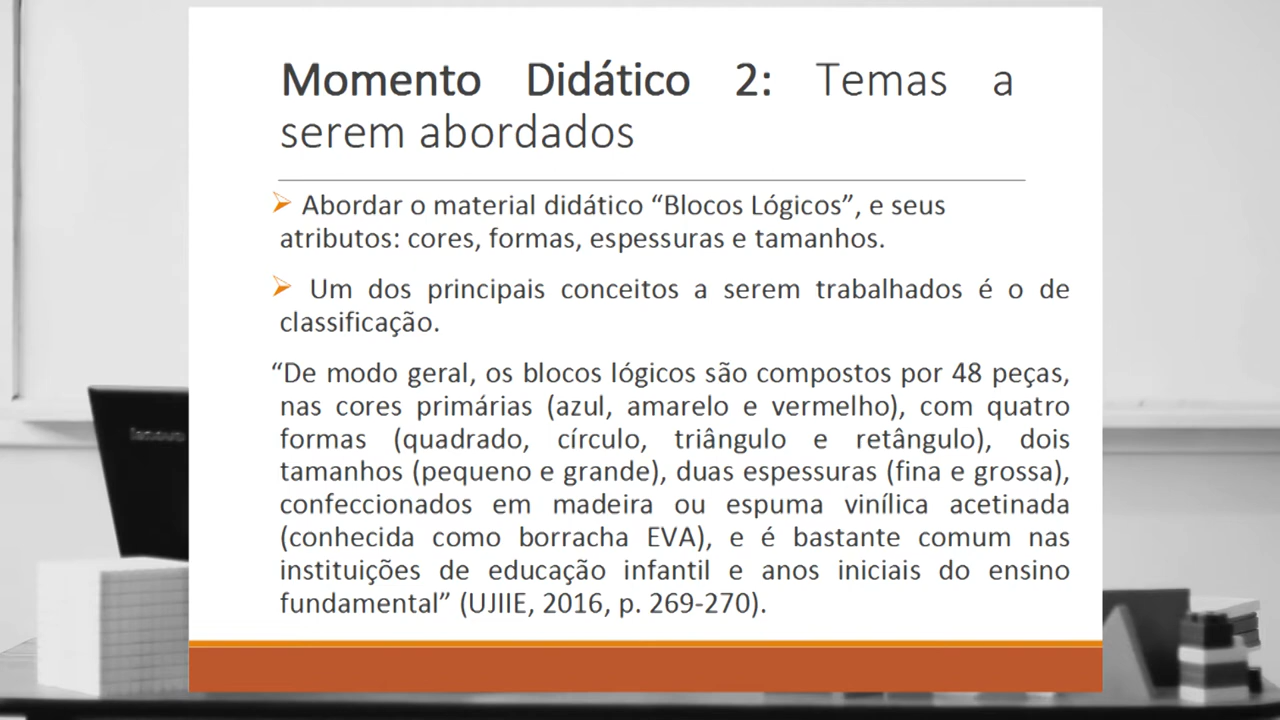 Momento Didático 2: Temas a
serem abordados
Abordar o material didático “Blocos Lógicos”, e seus
atributos: cores, formas, espessuras e tamanhos.
Um dos principais conceitos a serem trabalhados é o de
classificação.
“De modo geral, os blocos lógicos são compostos por 48 peças,
nas cores primárias (azul, amarelo e vermelho), com quatro
formas (quadrado, círculo, triângulo e retângulo), dois
tamanhos (pequeno e grande), duas espessuras (fina e grossa),
confeccionados em madeira ou espuma vinílica acetinada
(conhecida como borracha EVA), e é bastante comum nas
instituições de educação infantil e anos iniciais do ensino
fundamental” (UJIIE, 2016, p. 269-270).
lenovo